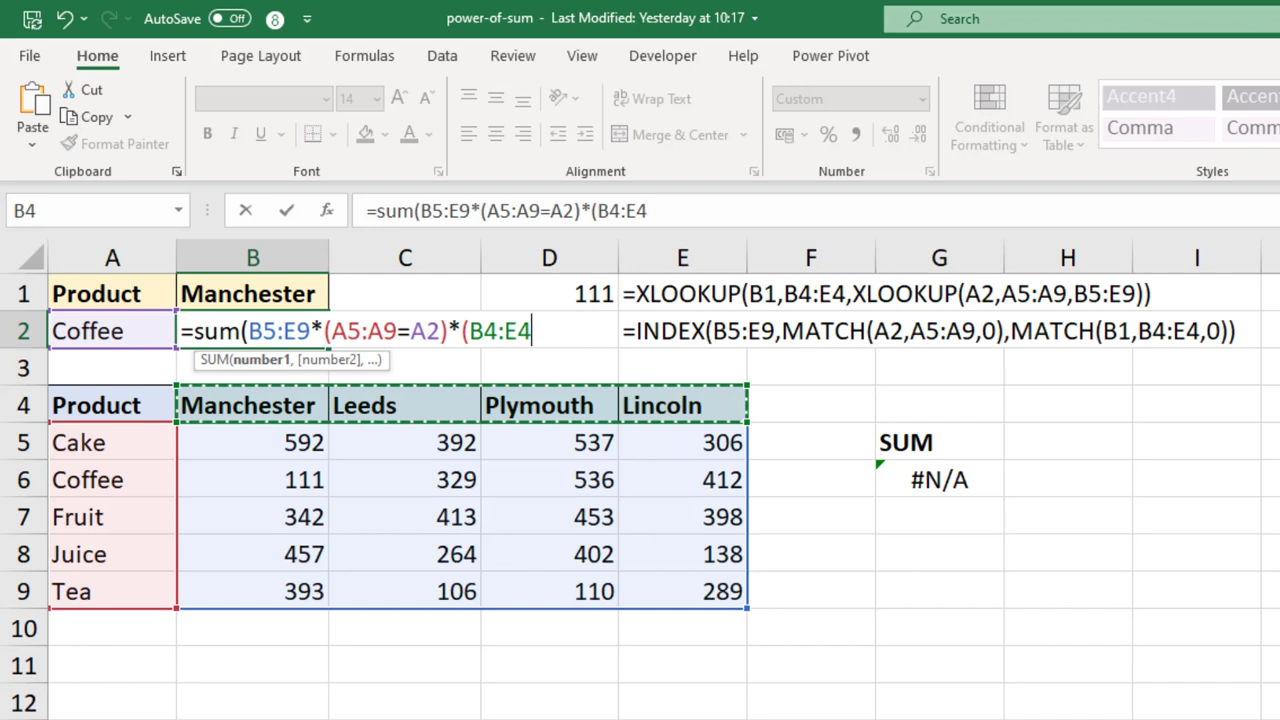 AutoSave Off 8 power-of-sum - Last Modified: Yesterday at 10:17 Search
File Home Insert Page Layout Formulas Data Review View Developer Help Power Pivot
Paste
Cut
Copy
Format Painter
Clipboard
14 A A
B I U A
Font
ab Wrap Text
Merge & Center
Alignment
Custom
% , .00 .0
Number
Conditional Formatting
Format as Table
Accent4 Accen
Comma Comm
Styles
B4 fx =sum(B5:E9*(A5:A9=A2)*(B4:E4
A B C D E F G H I
1 Product Manchester 111 =XLOOKUP(B1,B4:E4,XLOOKUP(A2,A5:A9,B5:E9))
2 Coffee =sum(B5:E9*(A5:A9=A2)*(B4:E4 =INDEX(B5:E9,MATCH(A2,A5:A9,0),MATCH(B1,B4:E4,0))
SUM(number1, [number2], ...)
3
4 Product Manchester Leeds Plymouth Lincoln
5 Cake 592 392 537 306 SUM
6 Coffee 111 329 536 412 #N/A
7 Fruit 342 413 453 398
8 Juice 457 264 402 138
9 Tea 393 106 110 289
10
11
12